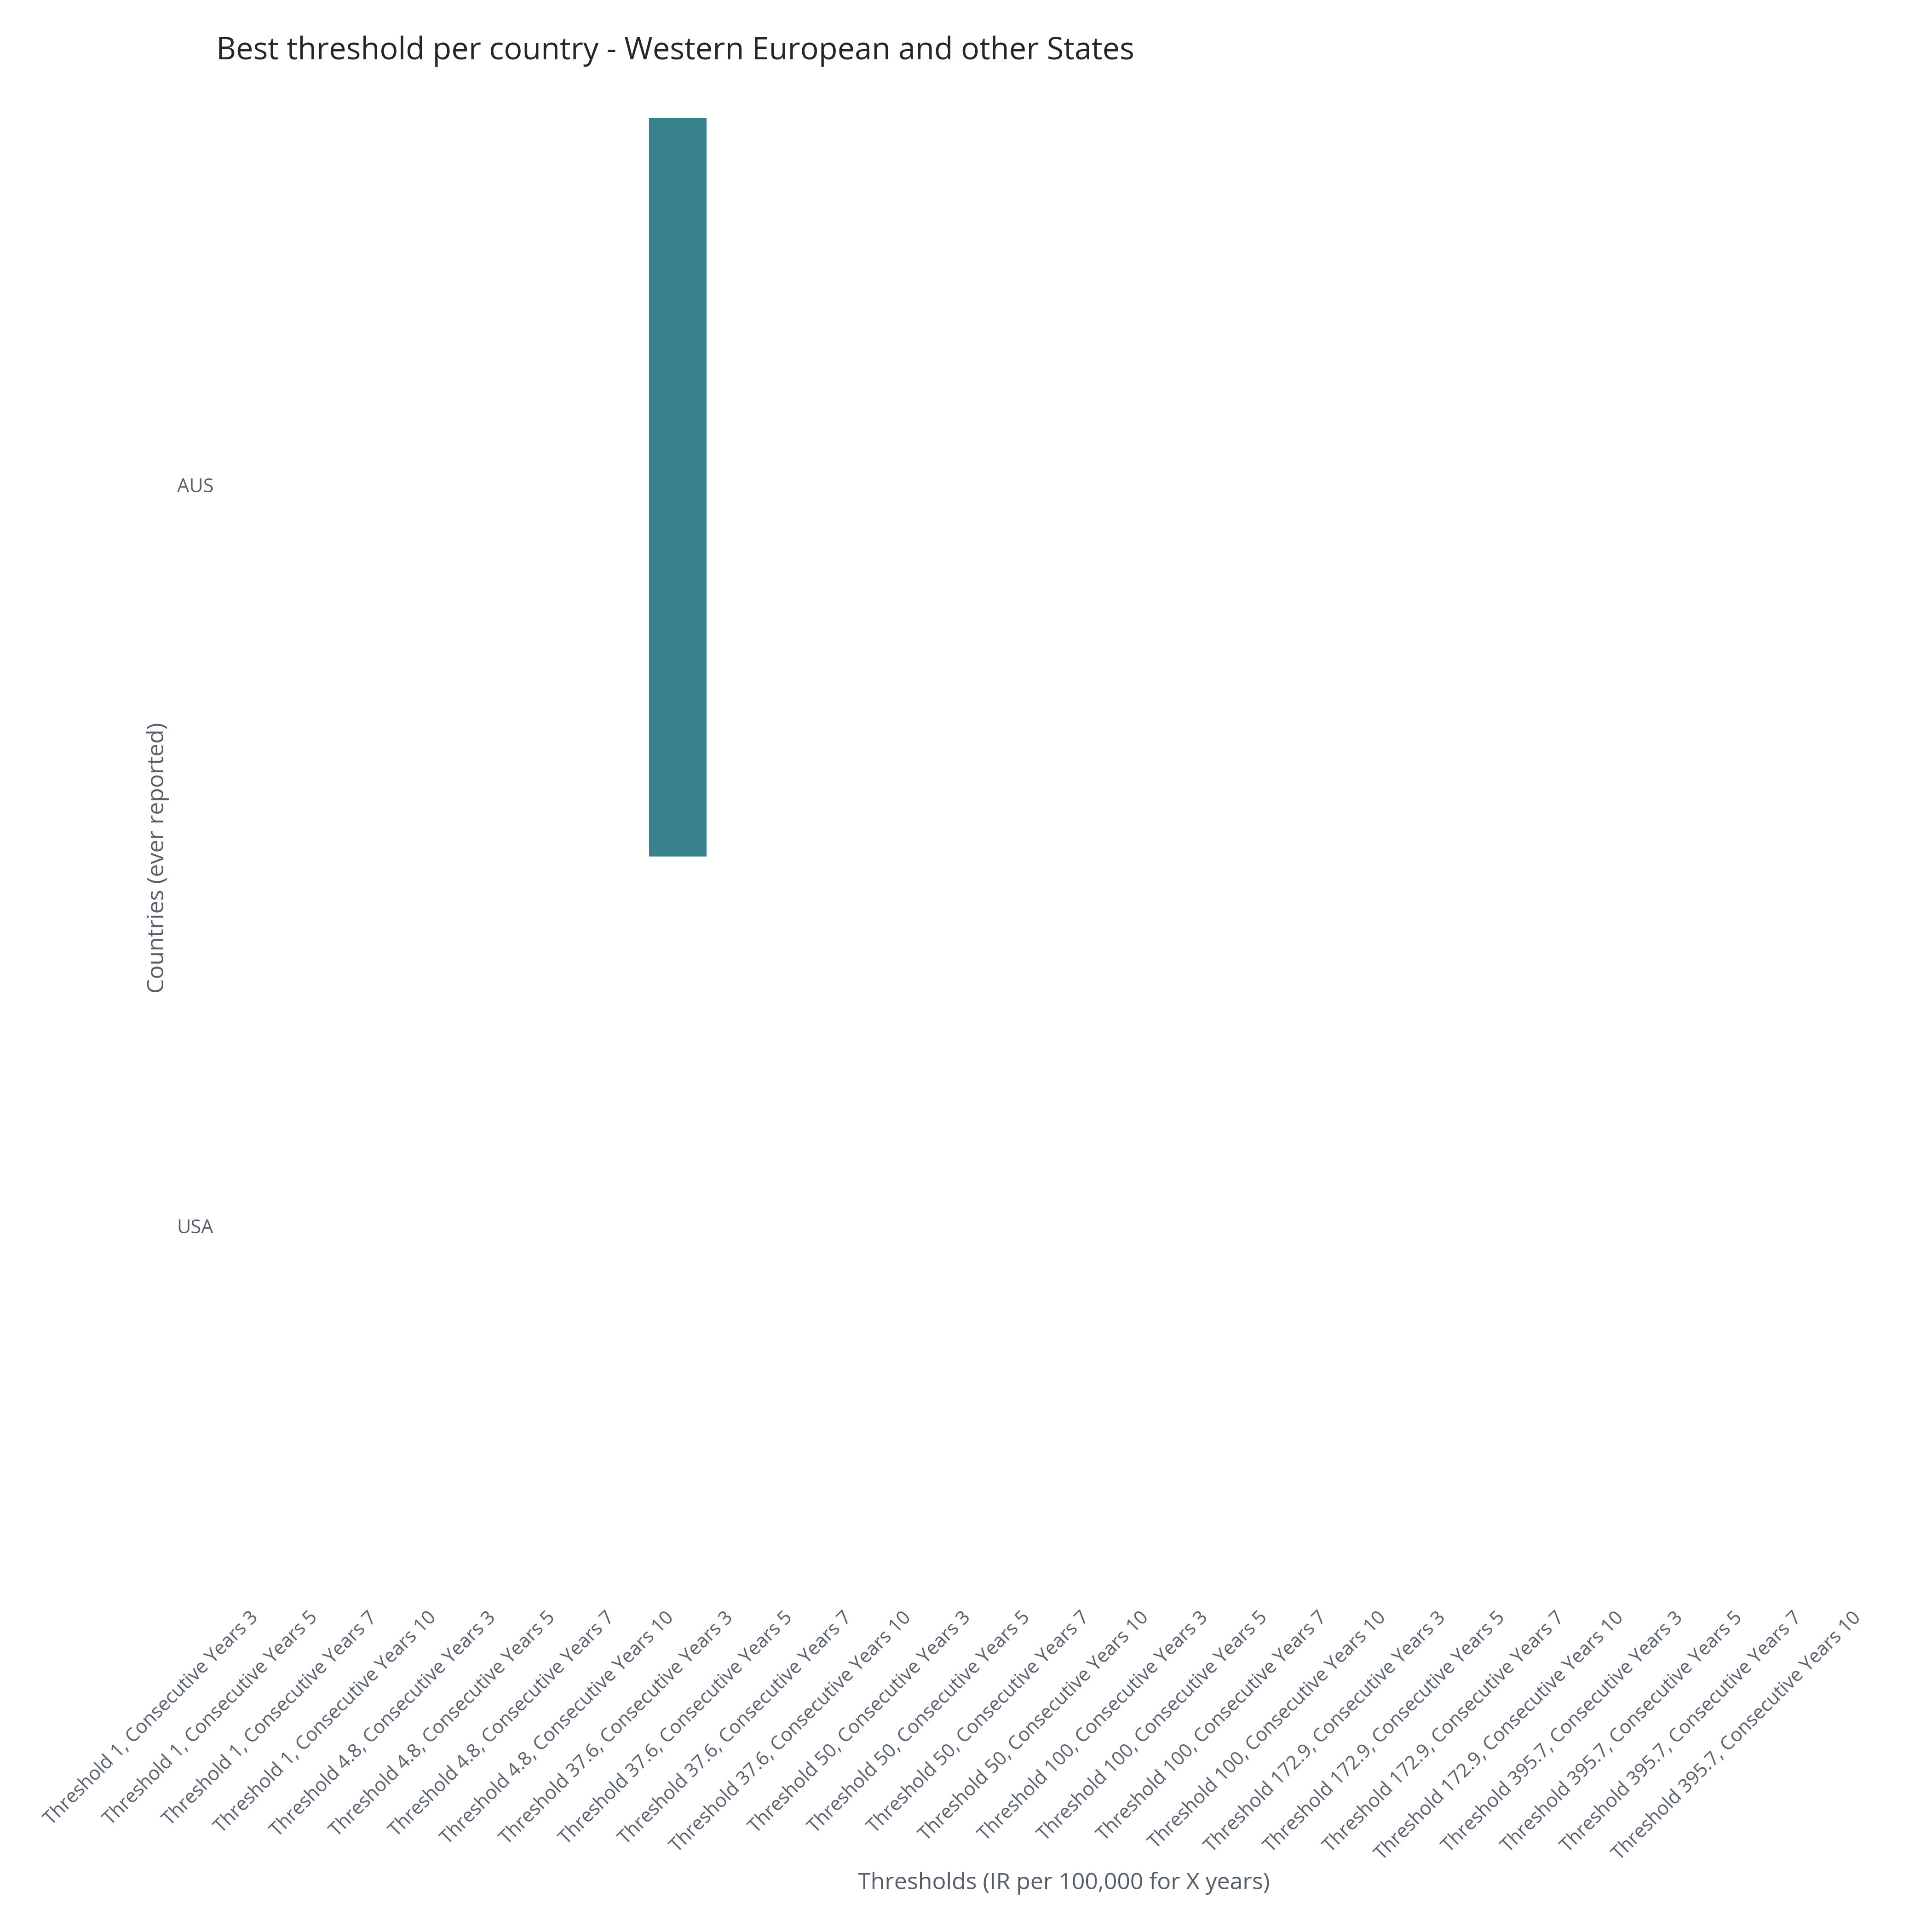 Best threshold per country - Western European and other States
AUS
Countries (ever reported)
USA
Threshold 1, Consecutive Years 3
Threshold 1, Consecutive Years 5
Threshold 1, Consecutive Years 7
Threshold 1, Consecutive Years 10
Threshold 4.8, Consecutive Years 3
Threshold 4.8, Consecutive Years 5
Threshold 4.8, Consecutive Years 7
Threshold 4.8, Consecutive Years 10
Threshold 37.6, Consecutive Years 3
Threshold 37.6, Consecutive Years 5
Threshold 37.6, Consecutive Years 7
Threshold 37.6, Consecutive Years 10
Threshold 50, Consecutive Years 3
Threshold 50, Consecutive Years 5
Threshold 50, Consecutive Years 7
Threshold 50, Consecutive Years 10
Threshold 100, Consecutive Years 3
Threshold 100, Consecutive Years 5
Threshold 100, Consecutive Years 7
Threshold 100, Consecutive Years 10
Threshold 172.9, Consecutive Years 3
Threshold 172.9, Consecutive Years 5
Threshold 172.9, Consecutive Years 7
Threshold 172.9, Consecutive Years 10
Threshold 395.7, Consecutive Years 3
Threshold 395.7, Consecutive Years 5
Threshold 395.7, Consecutive Years 7
Threshold 395.7, Consecutive Years 10
Thresholds (IR per 100,000 for X years)